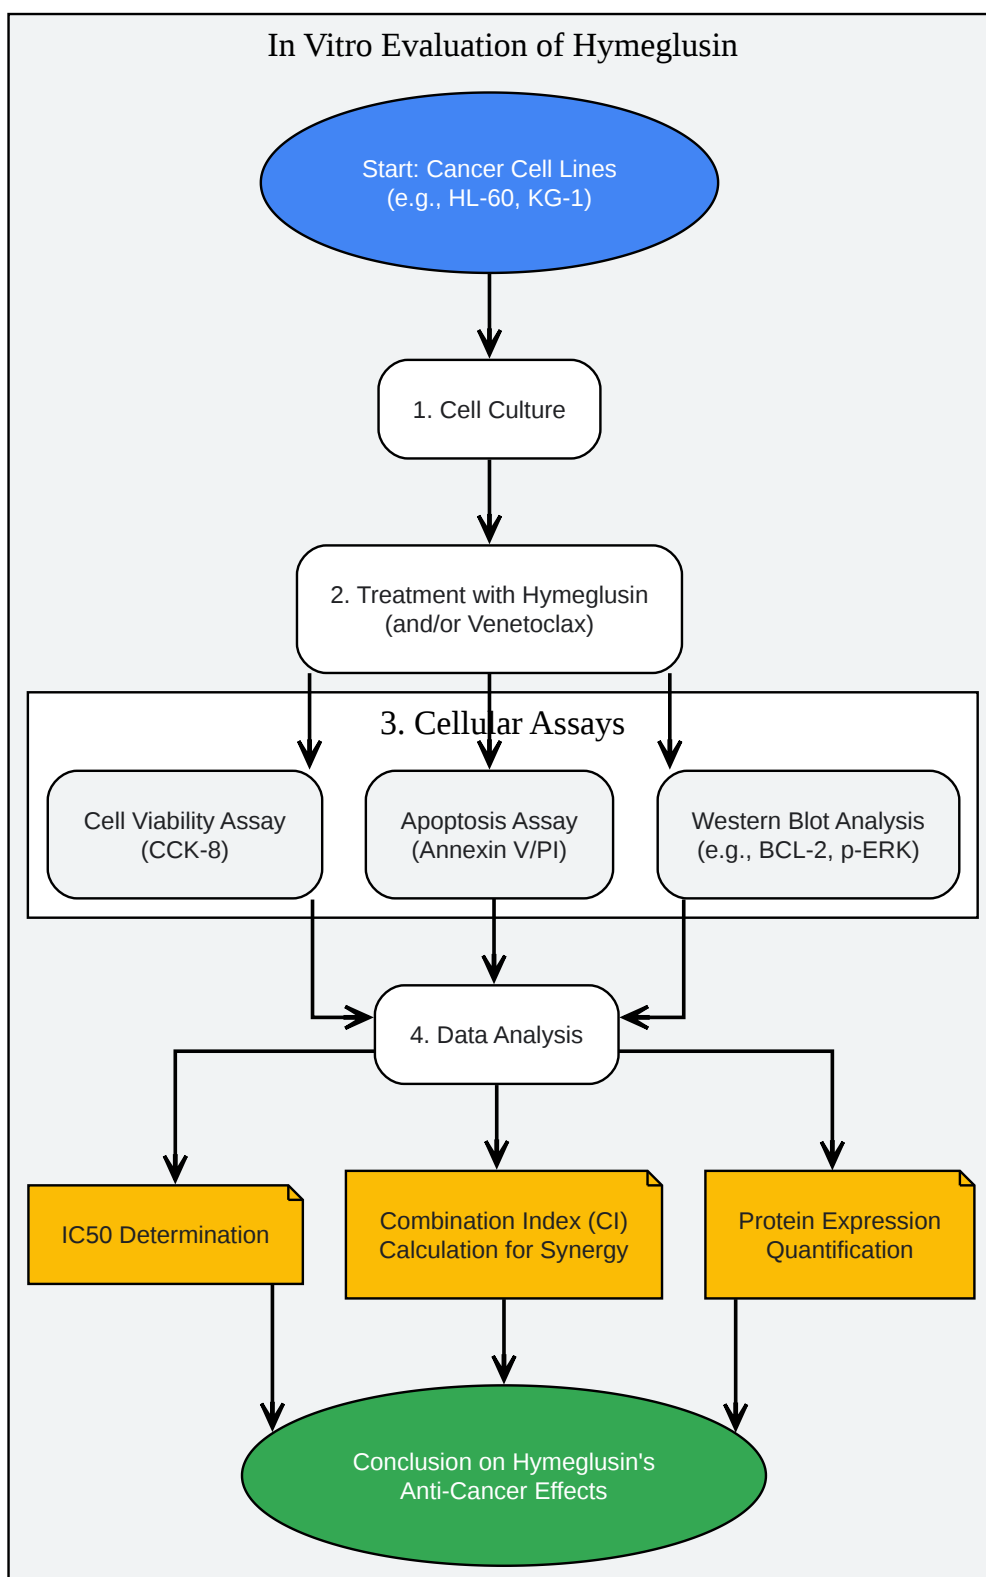 In Vitro Evaluation of Hymeglusin
Start: Cancer Cell Lines
(e.g., HL-60, KG-1)
1. Cell Culture
2. Treatment with Hymeglusin
(and/or Venetoclax)
3. Cellular Assays
Cell Viability Assay
(CCK-8)
Apoptosis Assay
(Annexin V/PI)
Western Blot Analysis
(e.g., BCL-2, p-ERK)
4. Data Analysis
IC50 Determination
Combination Index (CI)
Calculation for Synergy
Protein Expression
Quantification
Conclusion on Hymeglusin's
Anti-Cancer Effects